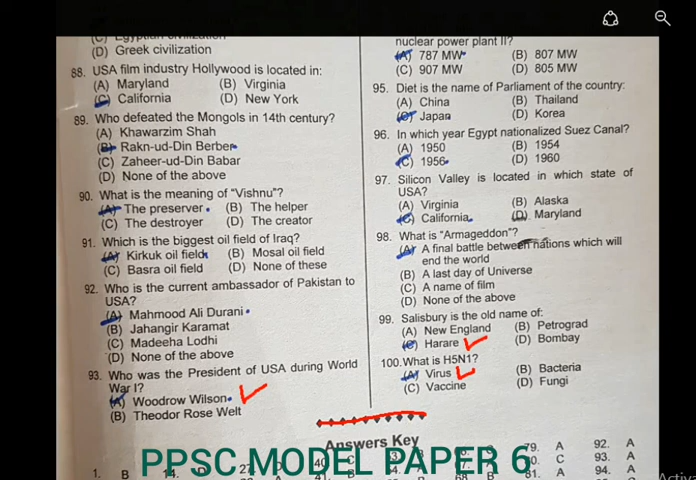 (C) Egyptian civilization
(D) Greek civilization
88. USA film industry Hollywood is located in:
(A) Maryland (B) Virginia
(C) California (D) New York
89. Who defeated the Mongols in 14th century?
(A) Khawarzim Shah
(B) Rakn-ud-Din Berber
(C) Zaheer-ud-Din Babar
(D) None of the above
90. What is the meaning of "Vishnu"?
(A) The preserver (B) The helper
(C) The destroyer (D) The creator
91. Which is the biggest oil field of Iraq?
(A) Kirkuk oil field (B) Mosal oil field
(C) Basra oil field (D) None of these
92. Who is the current ambassador of Pakistan to
USA?
(A) Mahmood Ali Durani
(B) Jahangir Karamat
(C) Madeeha Lodhi
(D) None of the above
93. Who was the President of USA during World
War I?
(A) Woodrow Wilson
(B) Theodor Rose Welt
nuclear power plant II?
(A) 787 MW (B) 807 MW
(C) 907 MW (D) 805 MW
95. Diet is the name of Parliament of the country:
(A) China (B) Thailand
(C) Japan (D) Korea
96. In which year Egypt nationalized Suez Canal?
(A) 1950 (B) 1954
(C) 1956 (D) 1960
97. Silicon Valley is located in which state of
USA?
(A) Virginia (B) Alaska
(C) California (D) Maryland
98. What is "Armageddon"?
(A) A final battle between nations which will
end the world
(B) A last day of Universe
(C) A name of film
(D) None of the above
99. Salisbury is the old name of:
(A) New England (B) Petrograd
(C) Harare (D) Bombay
100. What is H5N1?
(A) Virus (B) Bacteria
(C) Vaccine (D) Fungi
Answers Key
79. A 92. A
C 93. A
1. B 81. A 94. A
PPSC MODEL PAPER 6